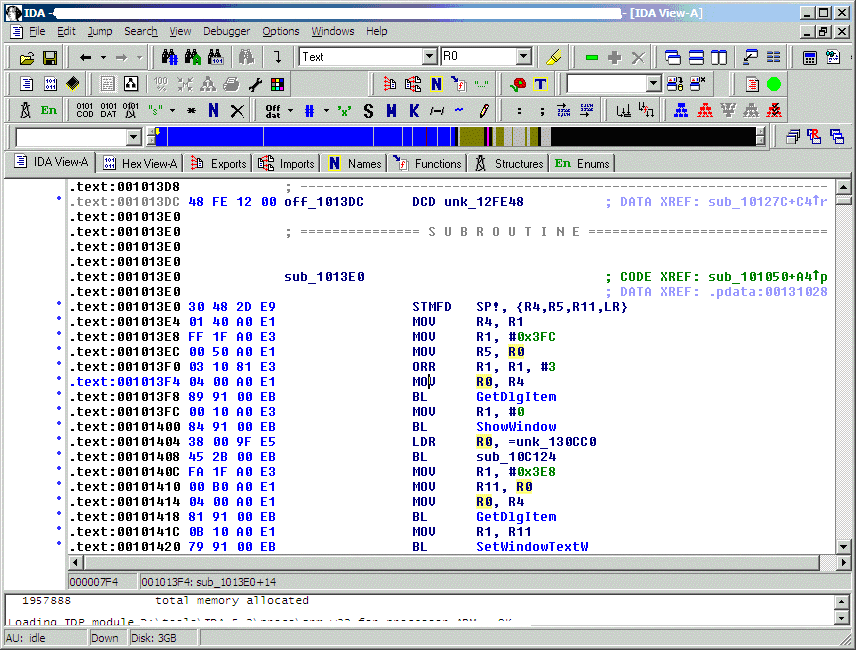 IDA - - [IDA View-A]
File Edit Jump Search View Debugger Options Windows Help
Text R0
En
Off
IDA View-A Hex View-A Exports Imports N Names Functions Structures En Enums
.text:001013D8 ; ---------------------------------------------------------------
.text:001013DC 48 FE 12 00 off_1013DC DCD unk_12FE48 ; DATA XREF: sub_10127C+C4↑r
.text:001013E0
.text:001013E0 ; =============== S U B R O U T I N E ==============================
.text:001013E0
.text:001013E0
.text:001013E0 sub_1013E0 ; CODE XREF: sub_101050+A4↑p
.text:001013E0 ; DATA XREF: .pdata:00131028
.text:001013E0 30 48 2D E9 STMFD SP!, {R4,R5,R11,LR}
.text:001013E4 01 40 A0 E1 MOV R4, R1
.text:001013E8 FF 1F A0 E3 MOV R1, #0x3FC
.text:001013EC 00 50 A0 E1 MOV R5, R0
.text:001013F0 03 10 81 E3 ORR R1, R1, #3
.text:001013F4 04 00 A0 E1 MOV R0, R4
.text:001013F8 89 91 00 EB BL GetDlgItem
.text:001013FC 00 10 A0 E3 MOV R1, #0
.text:00101400 84 91 00 EB BL ShowWindow
.text:00101404 38 00 9F E5 LDR R0, =unk_130CC0
.text:00101408 45 2B 00 EB BL sub_10C124
.text:0010140C FA 1F A0 E3 MOV R1, #0x3E8
.text:00101410 00 B0 A0 E1 MOV R11, R0
.text:00101414 04 00 A0 E1 MOV R0, R4
.text:00101418 81 91 00 EB BL GetDlgItem
.text:0010141C 0B 10 A0 E1 MOV R1, R11
.text:00101420 79 91 00 EB BL SetWindowTextW
000007F4 001013F4: sub_1013E0+14
1957888 total memory allocated
Loading IDP module
AU: idle Down Disk: 3GB